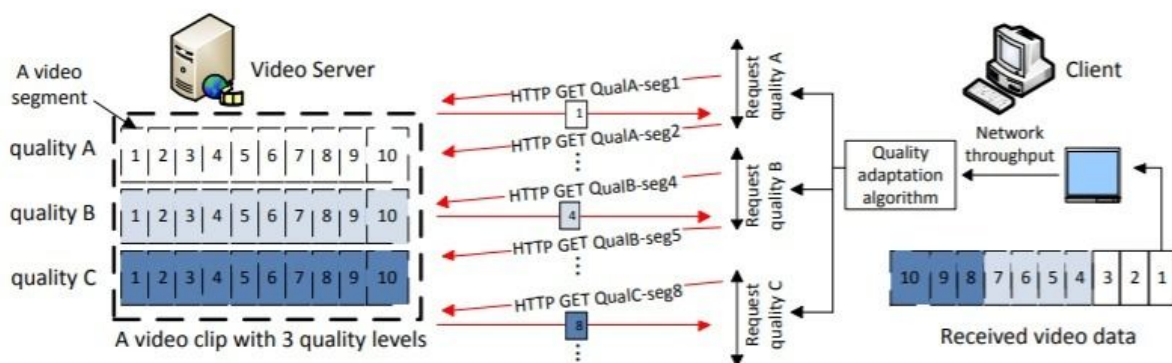 A video
segment
Video Server
quality A
1 2 3 4 5 6 7 8 9 10
quality B
1 2 3 4 5 6 7 8 9 10
quality C
1 2 3 4 5 6 7 8 9 10
A video clip with 3 quality levels
HTTP GET QualA-seg1
1
HTTP GET QualA-seg2
⋮
HTTP GET QualB-seg4
4
HTTP GET QualB-seg5
⋮
HTTP GET QualC-seg8
8
⋮
Request
quality A
Request
quality B
Request
quality C
Quality
adaptation
algorithm
Client
Network
throughput
10 9 8 7 6 5 4 3 2 1
Received video data